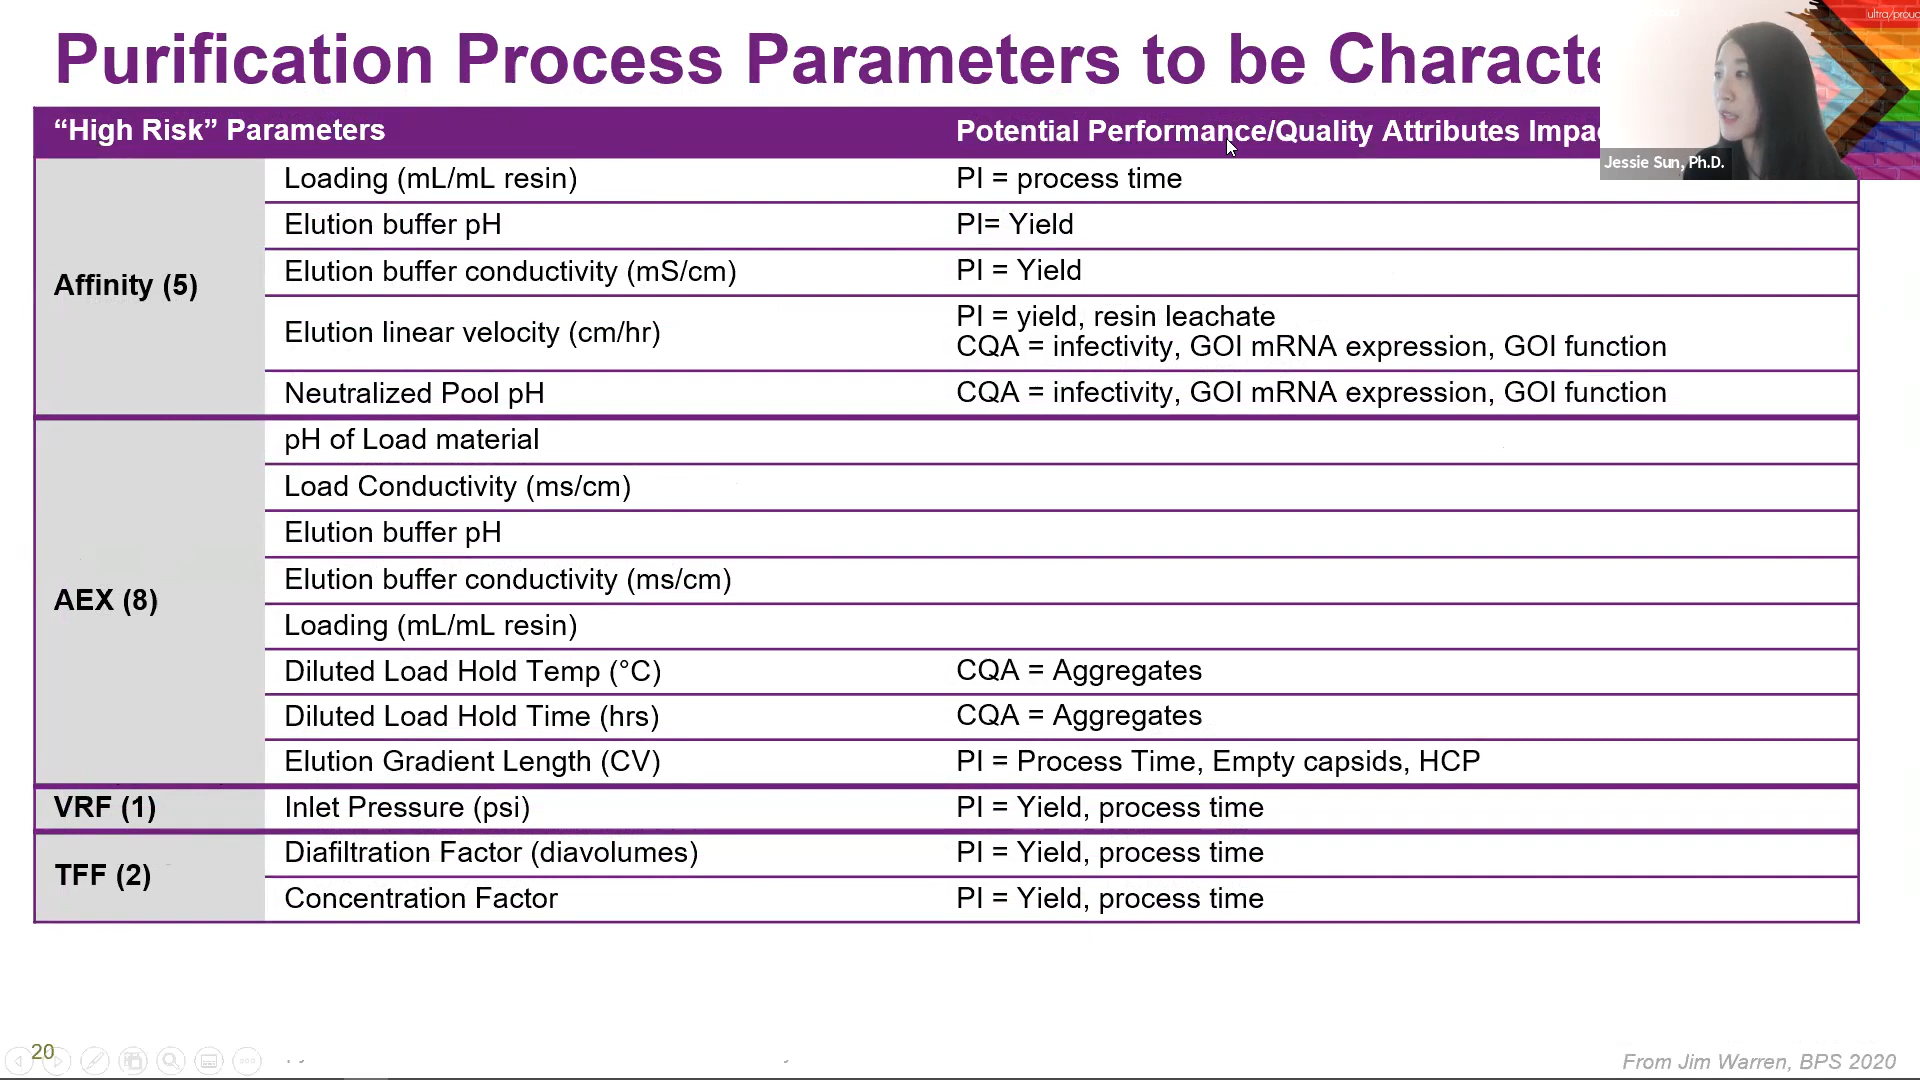 Purification Process Parameters to be Characte
ultra/proud
"High Risk" Parameters
Potential Performance/Quality Attributes Impac
Jessie Sun, Ph.D.
Affinity (5)
Loading (mL/mL resin)
PI = process time
Elution buffer pH
PI= Yield
Elution buffer conductivity (mS/cm)
PI = Yield
Elution linear velocity (cm/hr)
PI = yield, resin leachate
CQA = infectivity, GOI mRNA expression, GOI function
Neutralized Pool pH
CQA = infectivity, GOI mRNA expression, GOI function
AEX (8)
pH of Load material
Load Conductivity (ms/cm)
Elution buffer pH
Elution buffer conductivity (ms/cm)
Loading (mL/mL resin)
Diluted Load Hold Temp (°C)
CQA = Aggregates
Diluted Load Hold Time (hrs)
CQA = Aggregates
Elution Gradient Length (CV)
PI = Process Time, Empty capsids, HCP
VRF (1)
Inlet Pressure (psi)
PI = Yield, process time
TFF (2)
Diafiltration Factor (diavolumes)
PI = Yield, process time
Concentration Factor
PI = Yield, process time
20
From Jim Warren, BPS 2020